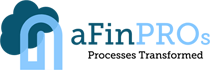 aFinPROs
Processes Transformed